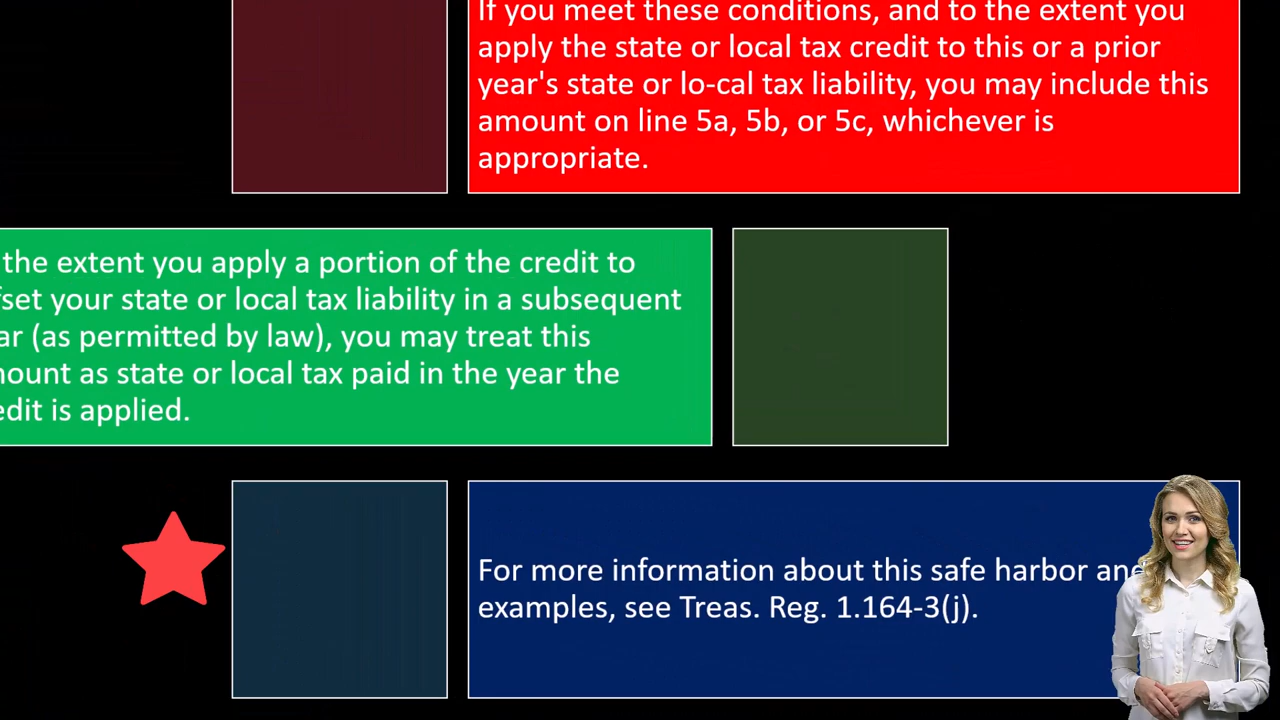 If you meet these conditions, and to the extent you
apply the state or local tax credit to this or a prior
year's state or lo-cal tax liability, you may include this
amount on line 5a, 5b, or 5c, whichever is
appropriate.
the extent you apply a portion of the credit to
set your state or local tax liability in a subsequent
ar (as permitted by law), you may treat this
ount as state or local tax paid in the year the
edit is applied.
For more information about this safe harbor and
examples, see Treas. Reg. 1.164-3(j).